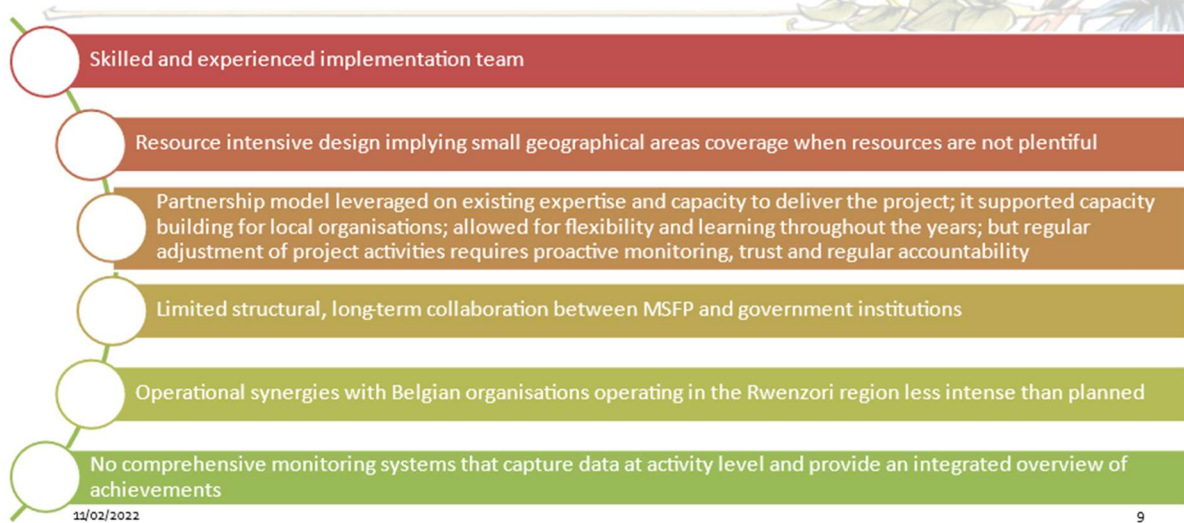 Skilled and experienced implementation team
Resource intensive design implying small geographical areas coverage when resources are not plentiful
Partnership model leveraged on existing expertise and capacity to deliver the project; it supported capacity
building for local organisations; allowed for flexibility and learning throughout the years; but regular
adjustment of project activities requires proactive monitoring, trust and regular accountability
Limited structural, long-term collaboration between MSFP and government institutions
Operational synergies with Belgian organisations operating in the Rwenzori region less intense than planned
No comprehensive monitoring systems that capture data at activity level and provide an integrated overview of
achievements
11/02/2022
9